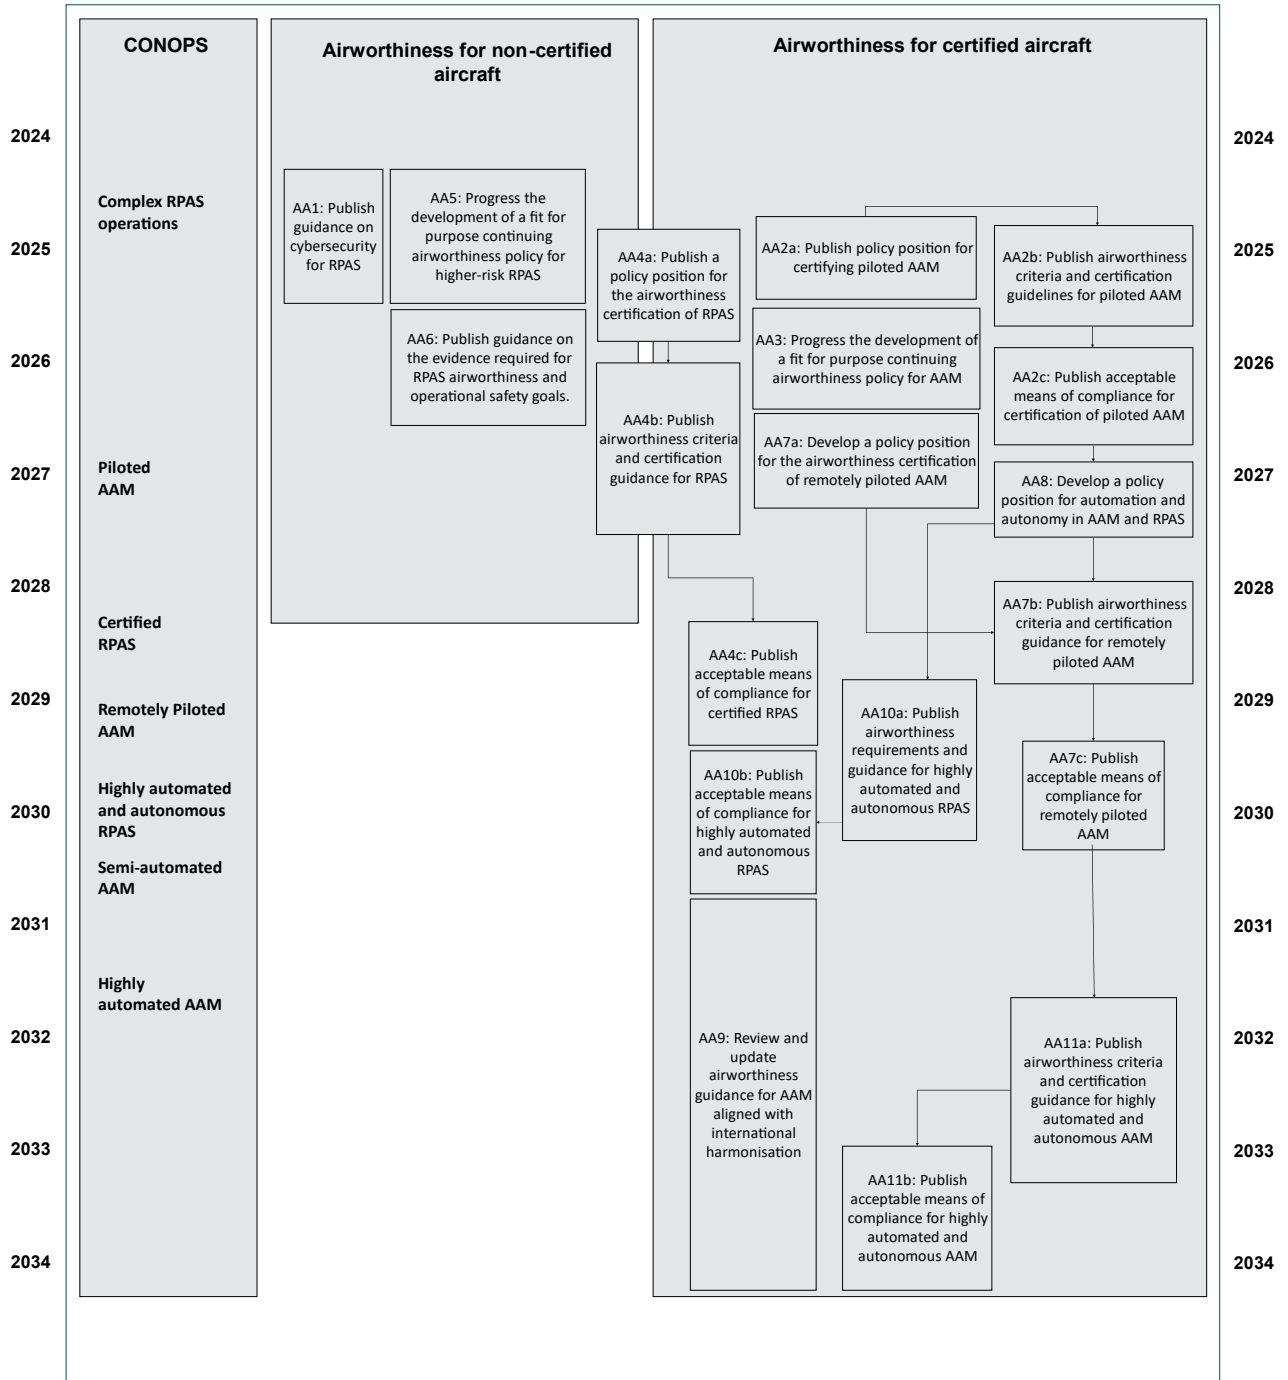 CONOPS
Airworthiness for non-certified
aircraft
Airworthiness for certified aircraft
2024
2025
2026
2027
2028
2029
2030
2031
2032
2033
2034
Complex RPAS
operations
Piloted
AAM
Certified
RPAS
Remotely Piloted
AAM
Highly automated
and autonomous
RPAS
Semi-automated
AAM
Highly
automated AAM
AA1: Publish
guidance on
cybersecurity
for RPAS
AA5: Progress the
development of a fit for
purpose continuing
airworthiness policy for
higher-risk RPAS
AA6: Publish guidance on
the evidence required for
RPAS airworthiness and
operational safety goals.
AA4a: Publish a
policy position for
the airworthiness
certification of RPAS
AA4b: Publish
airworthiness criteria
and certification
guidance for RPAS
AA2a: Publish policy position for
certifying piloted AAM
AA3: Progress the development of
a fit for purpose continuing
airworthiness policy for AAM
AA7a: Develop a policy position
for the airworthiness certification
of remotely piloted AAM
AA2b: Publish airworthiness
criteria and certification
guidelines for piloted AAM
AA2c: Publish acceptable
means of compliance for
certification of piloted AAM
AA8: Develop a policy
position for automation and
autonomy in AAM and RPAS
AA7b: Publish airworthiness
criteria and certification
guidance for remotely
piloted AAM
AA4c: Publish
acceptable means
of compliance for
certified RPAS
AA10a: Publish
airworthiness
requirements and
guidance for highly
automated and
autonomous RPAS
AA7c: Publish
acceptable means of
compliance for
remotely piloted
AAM
AA10b: Publish
acceptable means
of compliance for
highly automated
and autonomous
RPAS
AA9: Review and
update
airworthiness
guidance for AAM
aligned with
international
harmonisation
AA11a: Publish
airworthiness criteria
and certification
guidance for highly
automated and
autonomous AAM
AA11b: Publish
acceptable means of
compliance for highly
automated and
autonomous AAM
2024
2025
2026
2027
2028
2029
2030
2031
2032
2033
2034